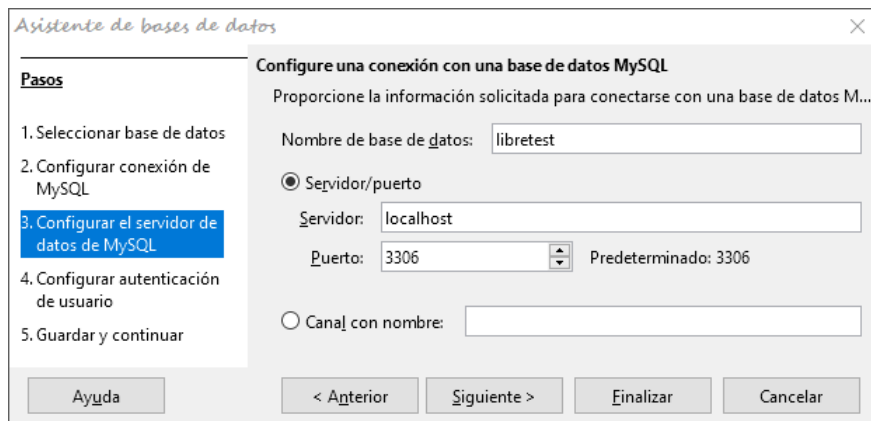 Asistente de bases de datos
Pasos
1. Seleccionar base de datos
2. Configurar conexión de
MySQL
3. Configurar el servidor de
datos de MySQL
4. Configurar autenticación
de usuario
5. Guardar y continuar
Configure una conexión con una base de datos MySQL
Proporcione la información solicitada para conectarse con una base de datos M...
Nombre de base de datos: libretest
Servidor/puerto
Servidor: localhost
Puerto: 3306 Predeterminado: 3306
Canal con nombre:
Ayuda < Anterior Siguiente > Finalizar Cancelar